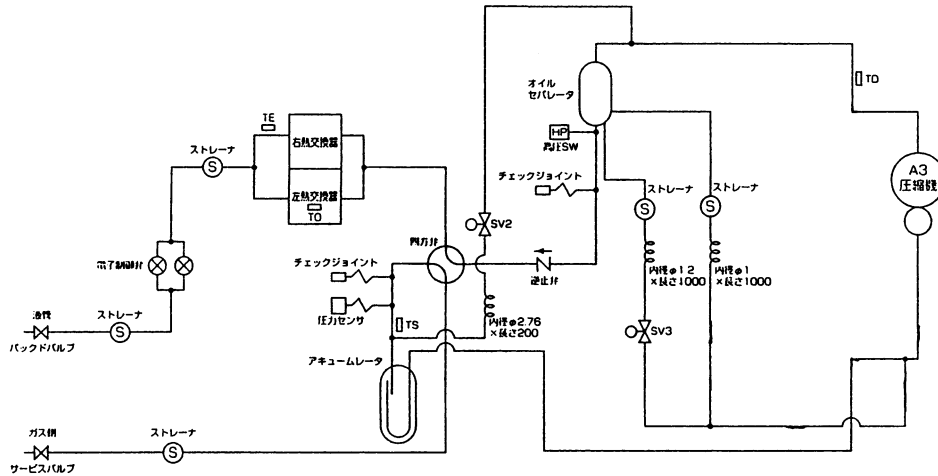 オイル
セパレータ
TD
TE
右熱交換器
左熱交換器
TO
ストレーナ
S
HP
高圧SW
チェックジョイント
ストレーナ
S
ストレーナ
S
A3
圧縮機
SV2
四方弁
逆止弁
電子制御弁
チェックジョイント
圧力センサ
TS
内径φ2.76
×長さ200
内径φ1.2
×長さ1000
内径φ1
×長さ1000
SV3
液側
パックドバルブ
ストレーナ
S
アキュームレータ
ガス側
サービスバルブ
ストレーナ
S